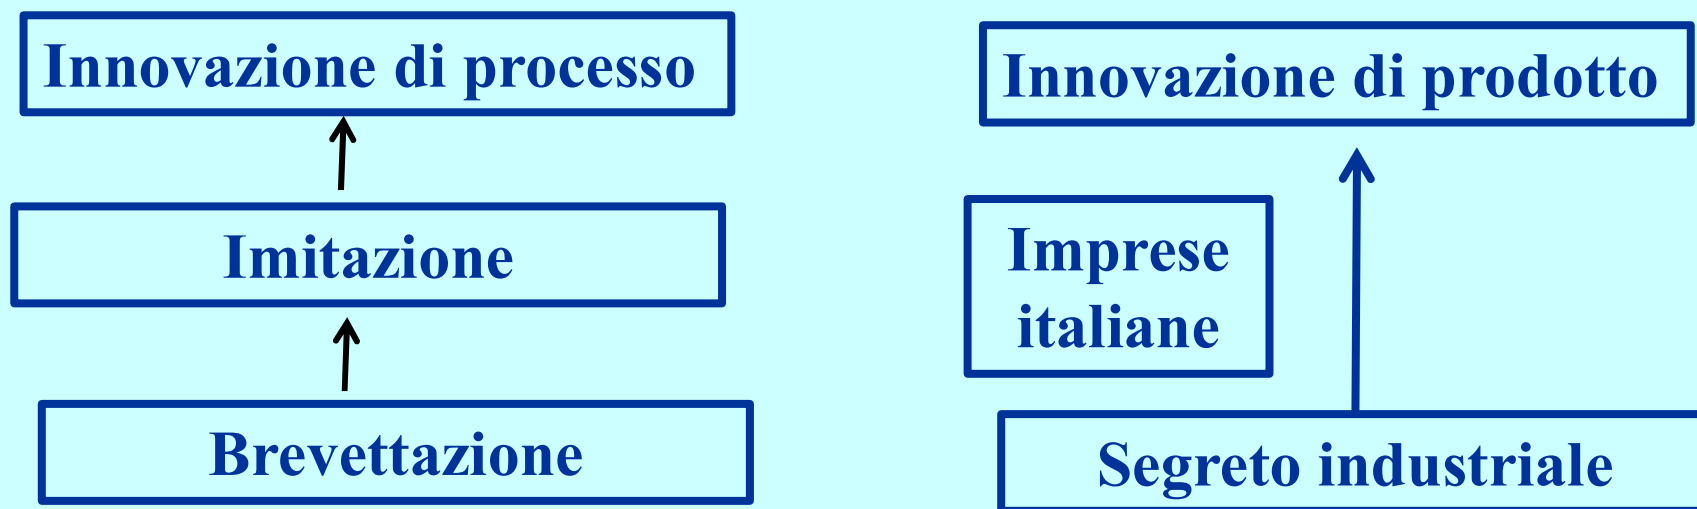 Innovazione di processo
Imitazione
Brevettazione
Innovazione di prodotto
Imprese
italiane
Segreto industriale